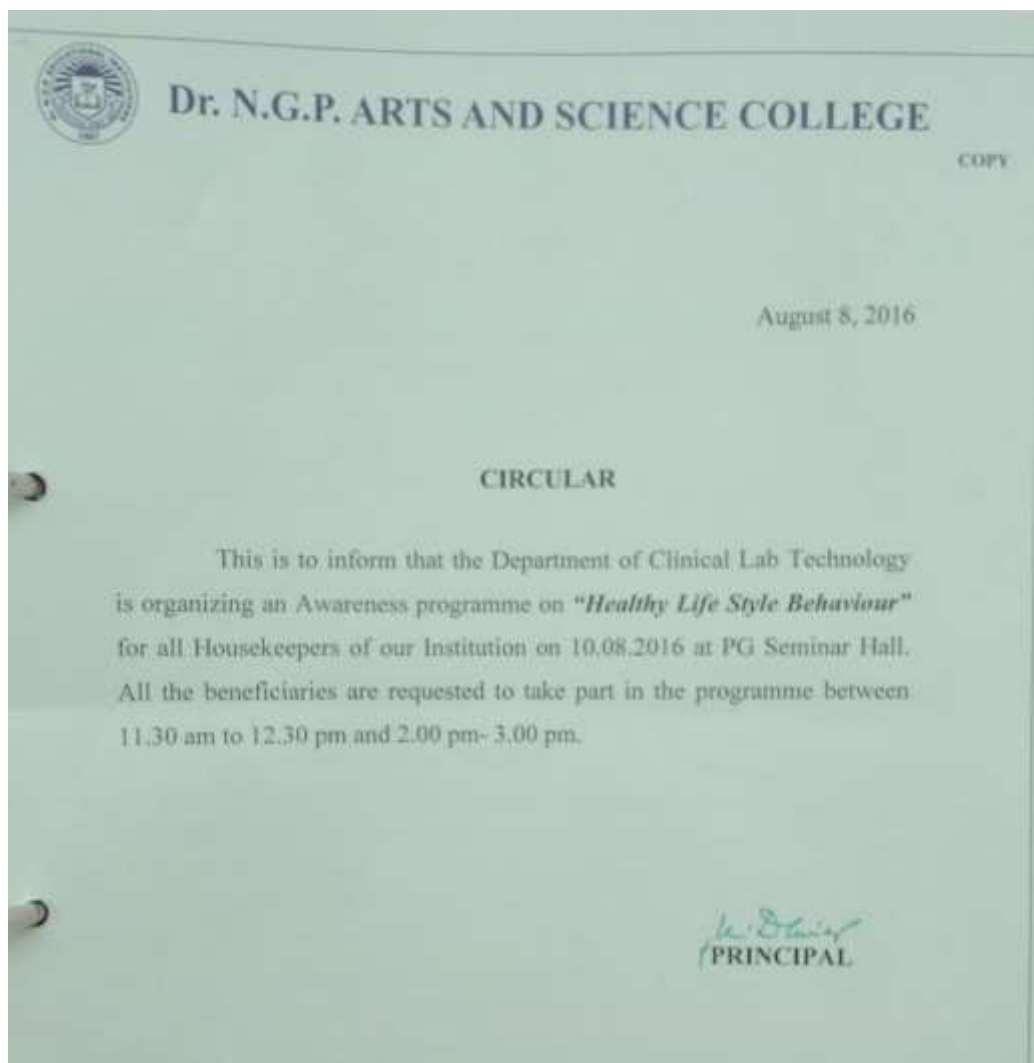 Dr. N.G.P. ARTS AND SCIENCE COLLEGE
COPY
August 8, 2016
CIRCULAR
This is to inform that the Department of Clinical Lab Technology
is organizing an Awareness programme on “Healthy Life Style Behaviour”
for all Housekeepers of our Institution on 10.08.2016 at PG Seminar Hall.
All the beneficiaries are requested to take part in the programme between
11.30 am to 12.30 pm and 2.00 pm- 3.00 pm.
PRINCIPAL